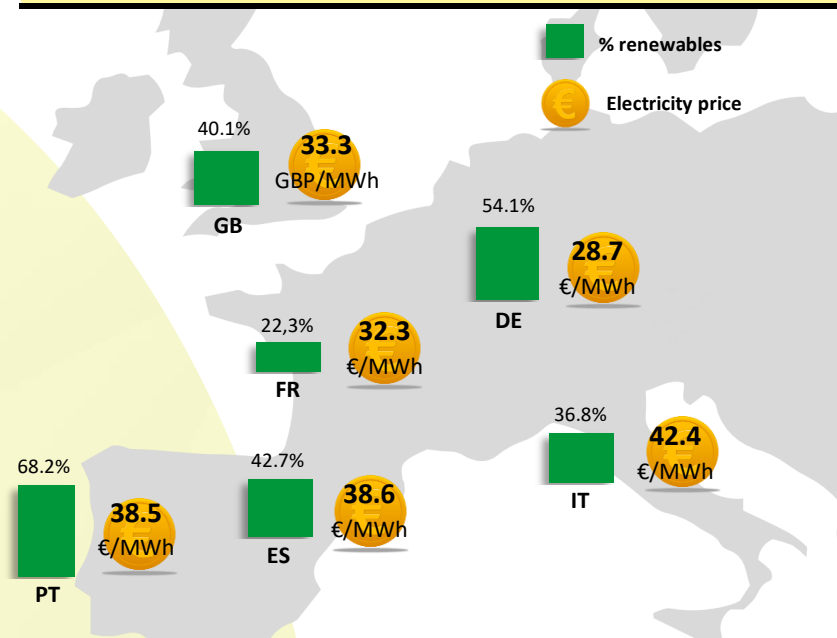 % renewables
Electricity price
40.1%
33.3
GBP/MWh
GB
54.1%
28.7
€/MWh
DE
22,3%
32.3
€/MWh
FR
36.8%
42.4
€/MWh
IT
68.2%
38.5
€/MWh
PT
42.7%
38.6
€/MWh
ES